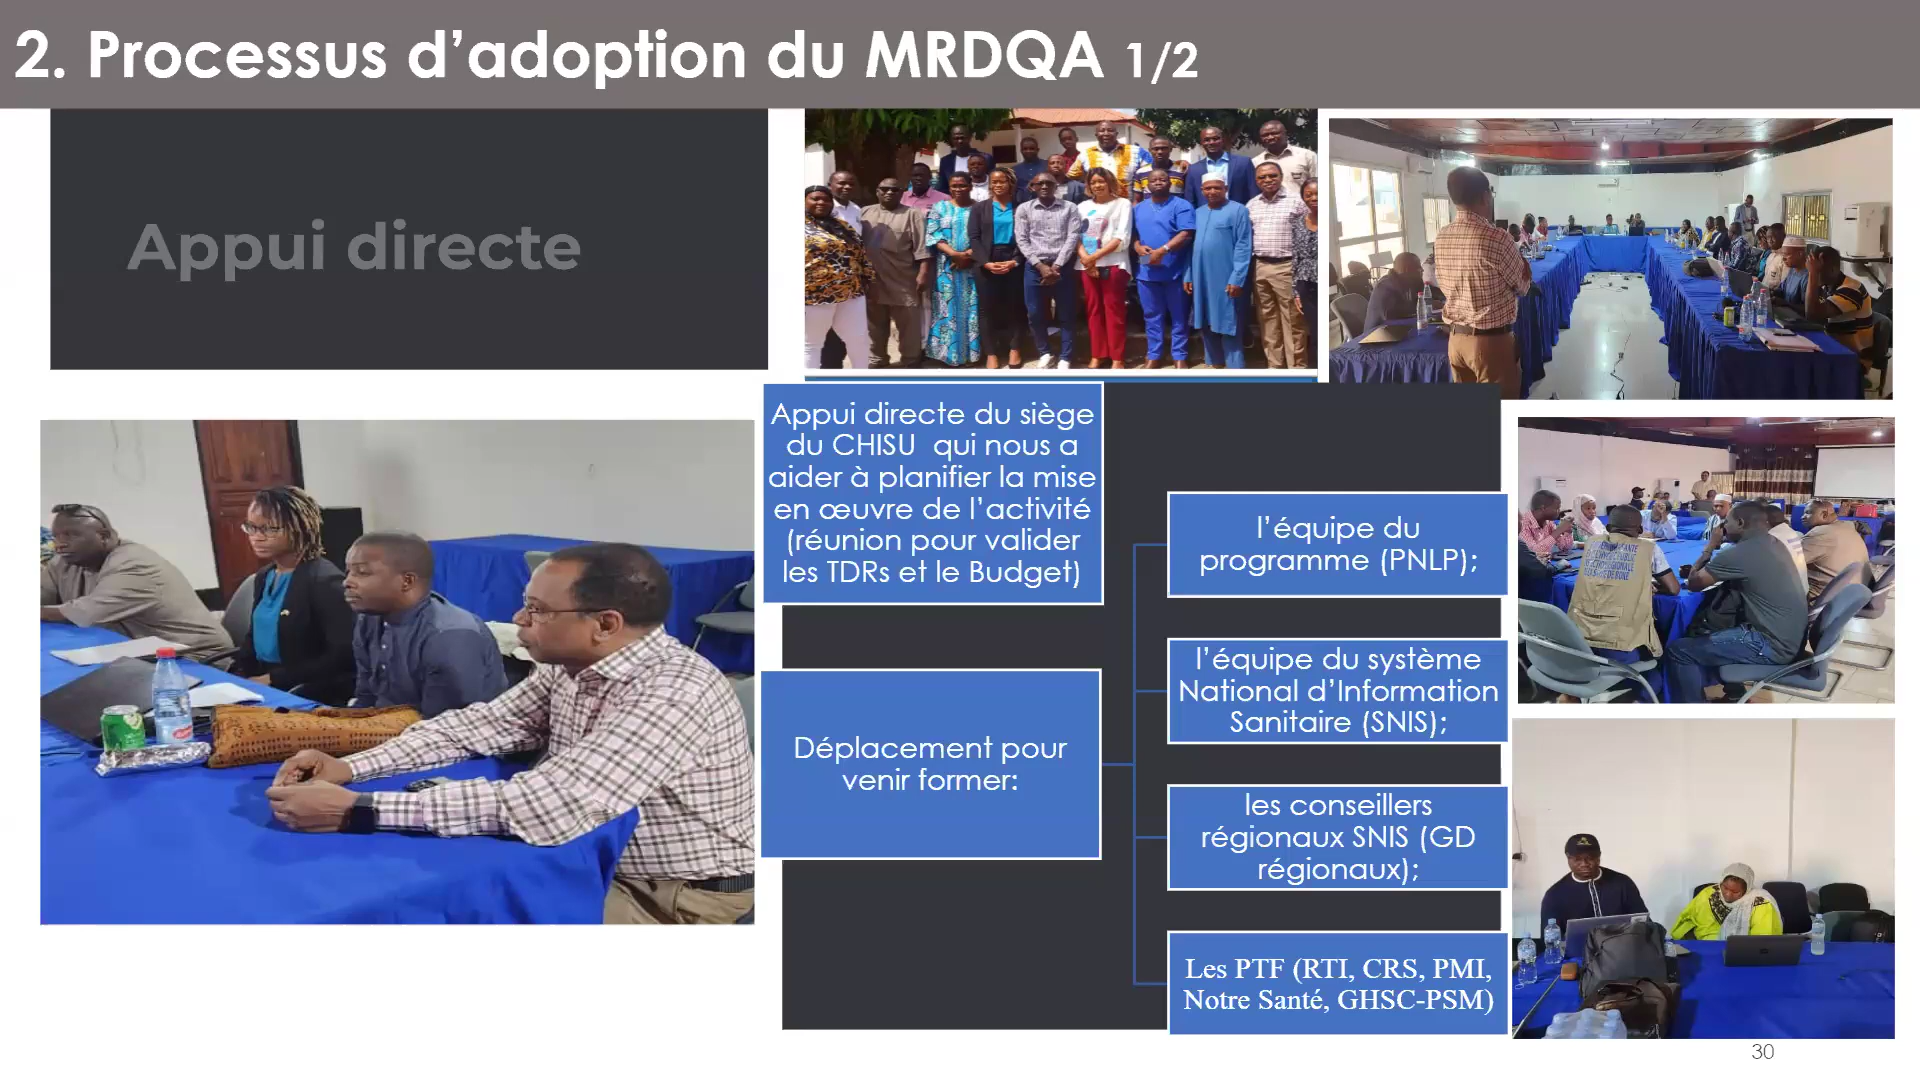 2. Processus d’adoption du MRDQA 1/2
Appui directe
Appui directe du siège
du CHISU qui nous a
aider à planifier la mise
en œuvre de l’activité
(réunion pour valider
les TDRs et le Budget)
Déplacement pour
venir former:
l’équipe du
programme (PNLP);
l’équipe du système
National d’Information
Sanitaire (SNIS);
les conseillers
régionaux SNIS (GD
régionaux);
Les PTF (RTI, CRS, PMI,
Notre Santé, GHSC-PSM)
30